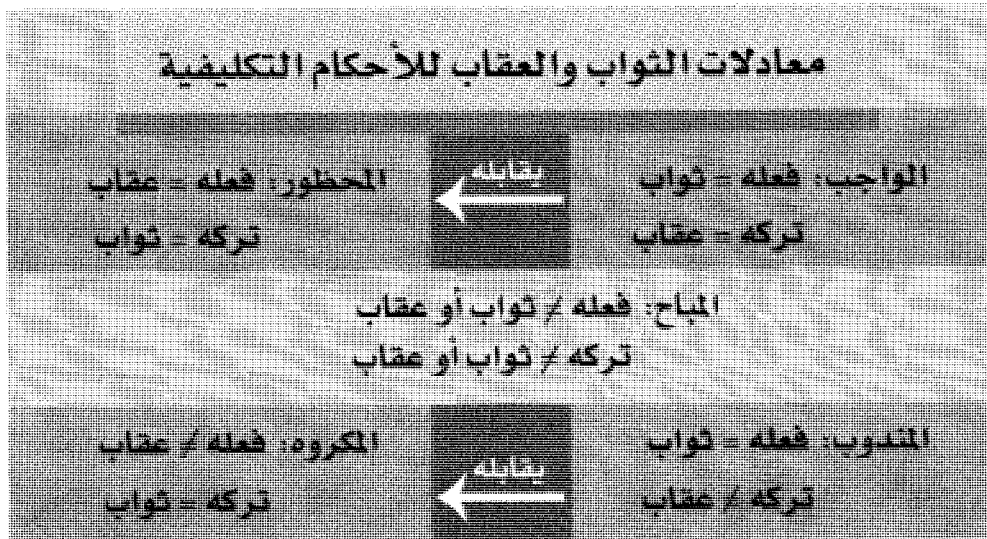 معادلات الثواب والعقاب للأحكام التكليفية
الواجب: فعله = ثواب
تركه = عقاب
يقابله
المحظور: فعله = عقاب
تركه = ثواب
المباح: فعله ≠ ثواب أو عقاب
تركه ≠ ثواب أو عقاب
المندوب: فعله = ثواب
تركه ≠ عقاب
يقابله
المكروه: فعله ≠ عقاب
تركه = ثواب